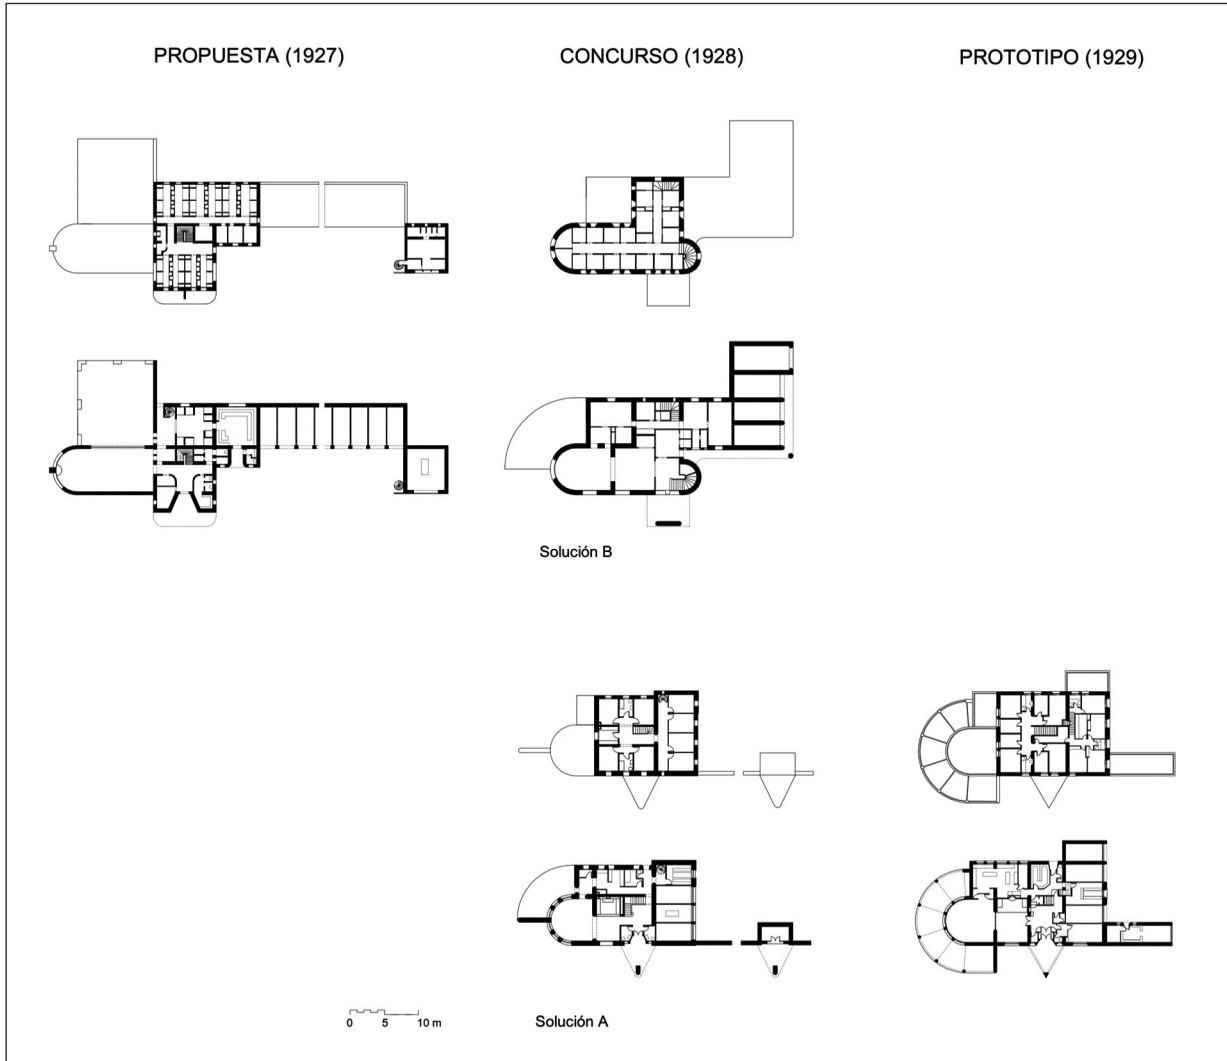 PROPUESTA (1927)
CONCURSO (1928)
PROTOTIPO (1929)
Solución B
0 5 10 m
Solución A